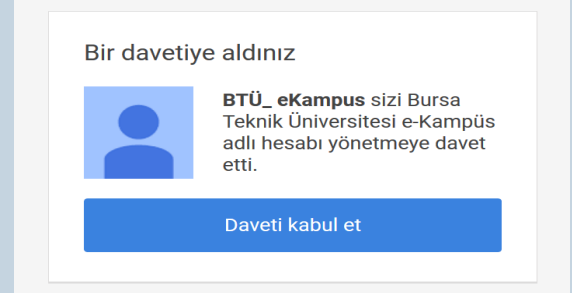 Bir davetiye aldınız
BTÜ_ eKampus sizi Bursa
Teknik Üniversitesi e-Kampüs
adlı hesabı yönetmeye davet
etti.
Daveti kabul et